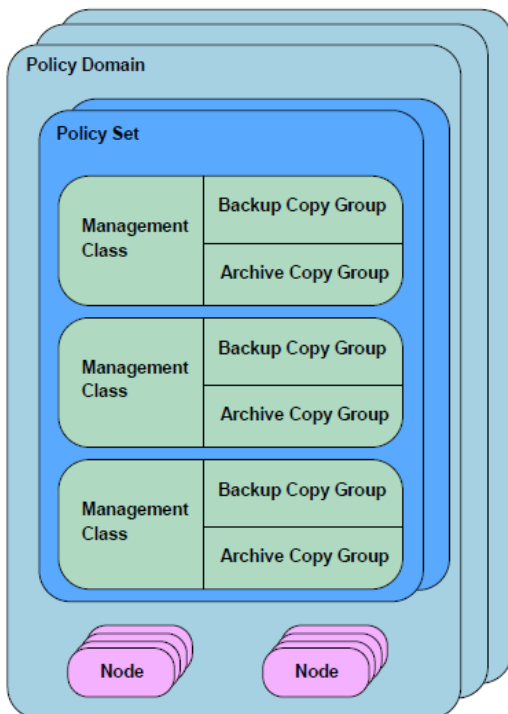 Policy Domain
Policy Set
Management
Class
Backup Copy Group
Archive Copy Group
Management
Class
Backup Copy Group
Archive Copy Group
Management
Class
Backup Copy Group
Archive Copy Group
Node
Node